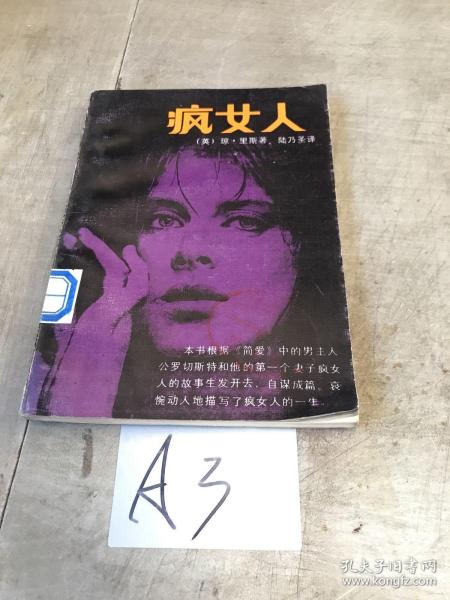 疯女人
（英）琼·里斯著 陆乃圣译
本书根据《简爱》中的男主人
公罗切斯特和他的第一个妻子疯女
人的故事生发开去、自谋成篇、哀
惋动人地描写了疯女人的一生。
A3
孔夫子旧书网
www.kongfz.com